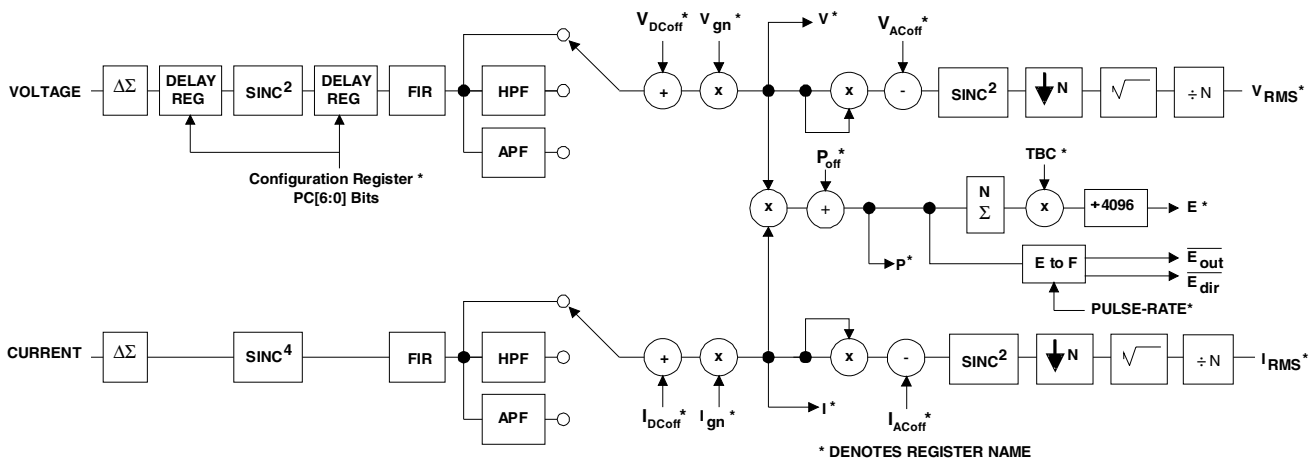 V_DCoff* V_gn* V* V_ACoff*
VOLTAGE ΔΣ DELAY REG SINC² DELAY REG FIR HPF + x x - SINC² N √ ÷N V_RMS*
APF
Configuration Register *
PC[6:0] Bits
P_off* TBC*
x + N Σ x +4096 E*
P* E to F E_out
E_dir
PULSE-RATE*
CURRENT ΔΣ SINC⁴ FIR HPF + x x - SINC² N √ ÷N I_RMS*
APF
I_DCoff* I_gn* I* I_ACoff*
* DENOTES REGISTER NAME